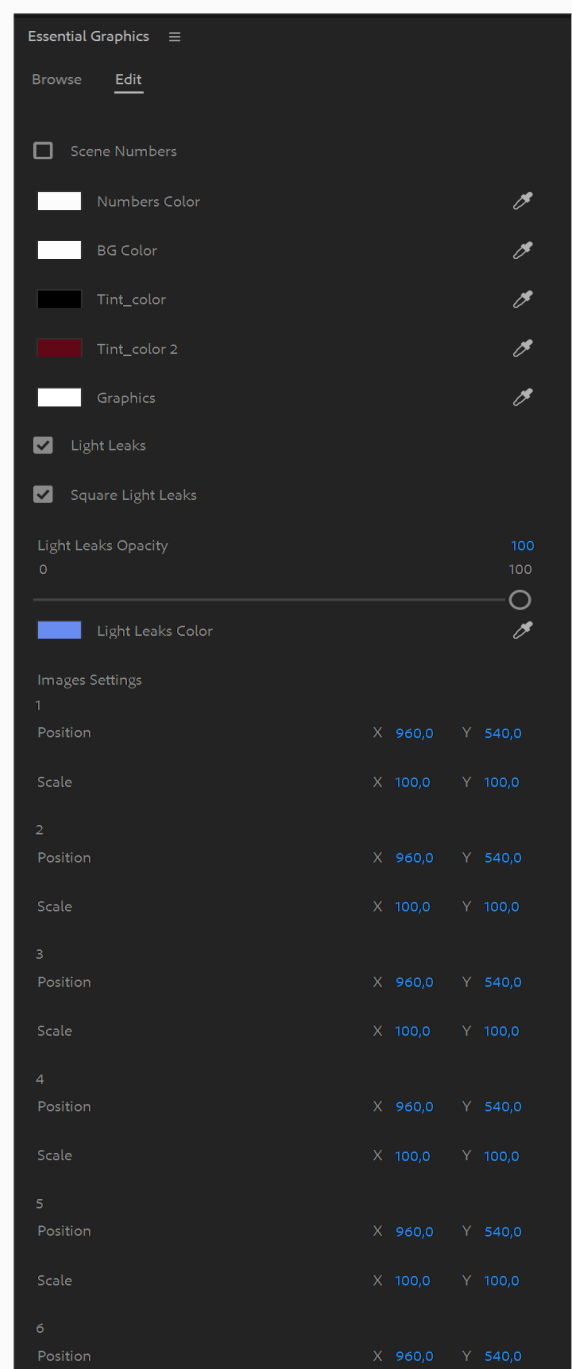 Essential Graphics
Browse Edit
Scene Numbers
Numbers Color
BG Color
Tint_color
Tint_color 2
Graphics
Light Leaks
Square Light Leaks
Light Leaks Opacity 100
0 100
Light Leaks Color
Images Settings
1
Position X 960,0 Y 540,0
Scale X 100,0 Y 100,0
2
Position X 960,0 Y 540,0
Scale X 100,0 Y 100,0
3
Position X 960,0 Y 540,0
Scale X 100,0 Y 100,0
4
Position X 960,0 Y 540,0
Scale X 100,0 Y 100,0
5
Position X 960,0 Y 540,0
Scale X 100,0 Y 100,0
6
Position X 960,0 Y 540,0